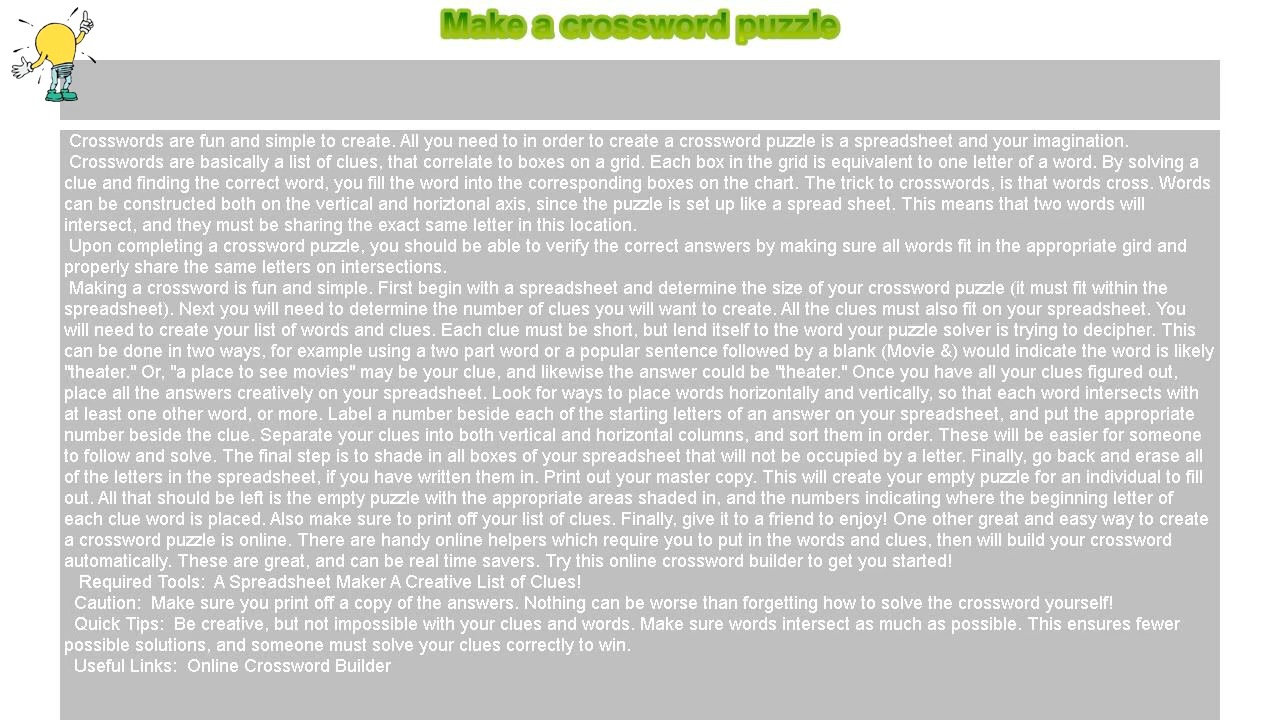 Make a crossword puzzle
Crosswords are fun and simple to create. All you need to in order to create a crossword puzzle is a spreadsheet and your imagination.
Crosswords are basically a list of clues, that correlate to boxes on a grid. Each box in the grid is equivalent to one letter of a word. By solving a
clue and finding the correct word, you fill the word into the corresponding boxes on the chart. The trick to crosswords, is that words cross. Words
can be constructed both on the vertical and horiztonal axis, since the puzzle is set up like a spread sheet. This means that two words will
intersect, and they must be sharing the exact same letter in this location.
Upon completing a crossword puzzle, you should be able to verify the correct answers by making sure all words fit in the appropriate gird and
properly share the same letters on intersections.
Making a crossword is fun and simple. First begin with a spreadsheet and determine the size of your crossword puzzle (it must fit within the
spreadsheet). Next you will need to determine the number of clues you will want to create. All the clues must also fit on your spreadsheet. You
will need to create your list of words and clues. Each clue must be short, but lend itself to the word your puzzle solver is trying to decipher. This
can be done in two ways, for example using a two part word or a popular sentence followed by a blank (Movie &) would indicate the word is likely
"theater." Or, "a place to see movies" may be your clue, and likewise the answer could be "theater." Once you have all your clues figured out,
place all the answers creatively on your spreadsheet. Look for ways to place words horizontally and vertically, so that each word intersects with
at least one other word, or more. Label a number beside each of the starting letters of an answer on your spreadsheet, and put the appropriate
number beside the clue. Separate your clues into both vertical and horizontal columns, and sort them in order. These will be easier for someone
to follow and solve. The final step is to shade in all boxes of your spreadsheet that will not be occupied by a letter. Finally, go back and erase all
of the letters in the spreadsheet, if you have written them in. Print out your master copy. This will create your empty puzzle for an individual to fill
out. All that should be left is the empty puzzle with the appropriate areas shaded in, and the numbers indicating where the beginning letter of
each clue word is placed. Also make sure to print off your list of clues. Finally, give it to a friend to enjoy! One other great and easy way to create
a crossword puzzle is online. There are handy online helpers which require you to put in the words and clues, then will build your crossword
automatically. These are great, and can be real time savers. Try this online crossword builder to get you started!
Required Tools: A Spreadsheet Maker A Creative List of Clues!
Caution: Make sure you print off a copy of the answers. Nothing can be worse than forgetting how to solve the crossword yourself!
Quick Tips: Be creative, but not impossible with your clues and words. Make sure words intersect as much as possible. This ensures fewer
possible solutions, and someone must solve your clues correctly to win.
Useful Links: Online Crossword Builder